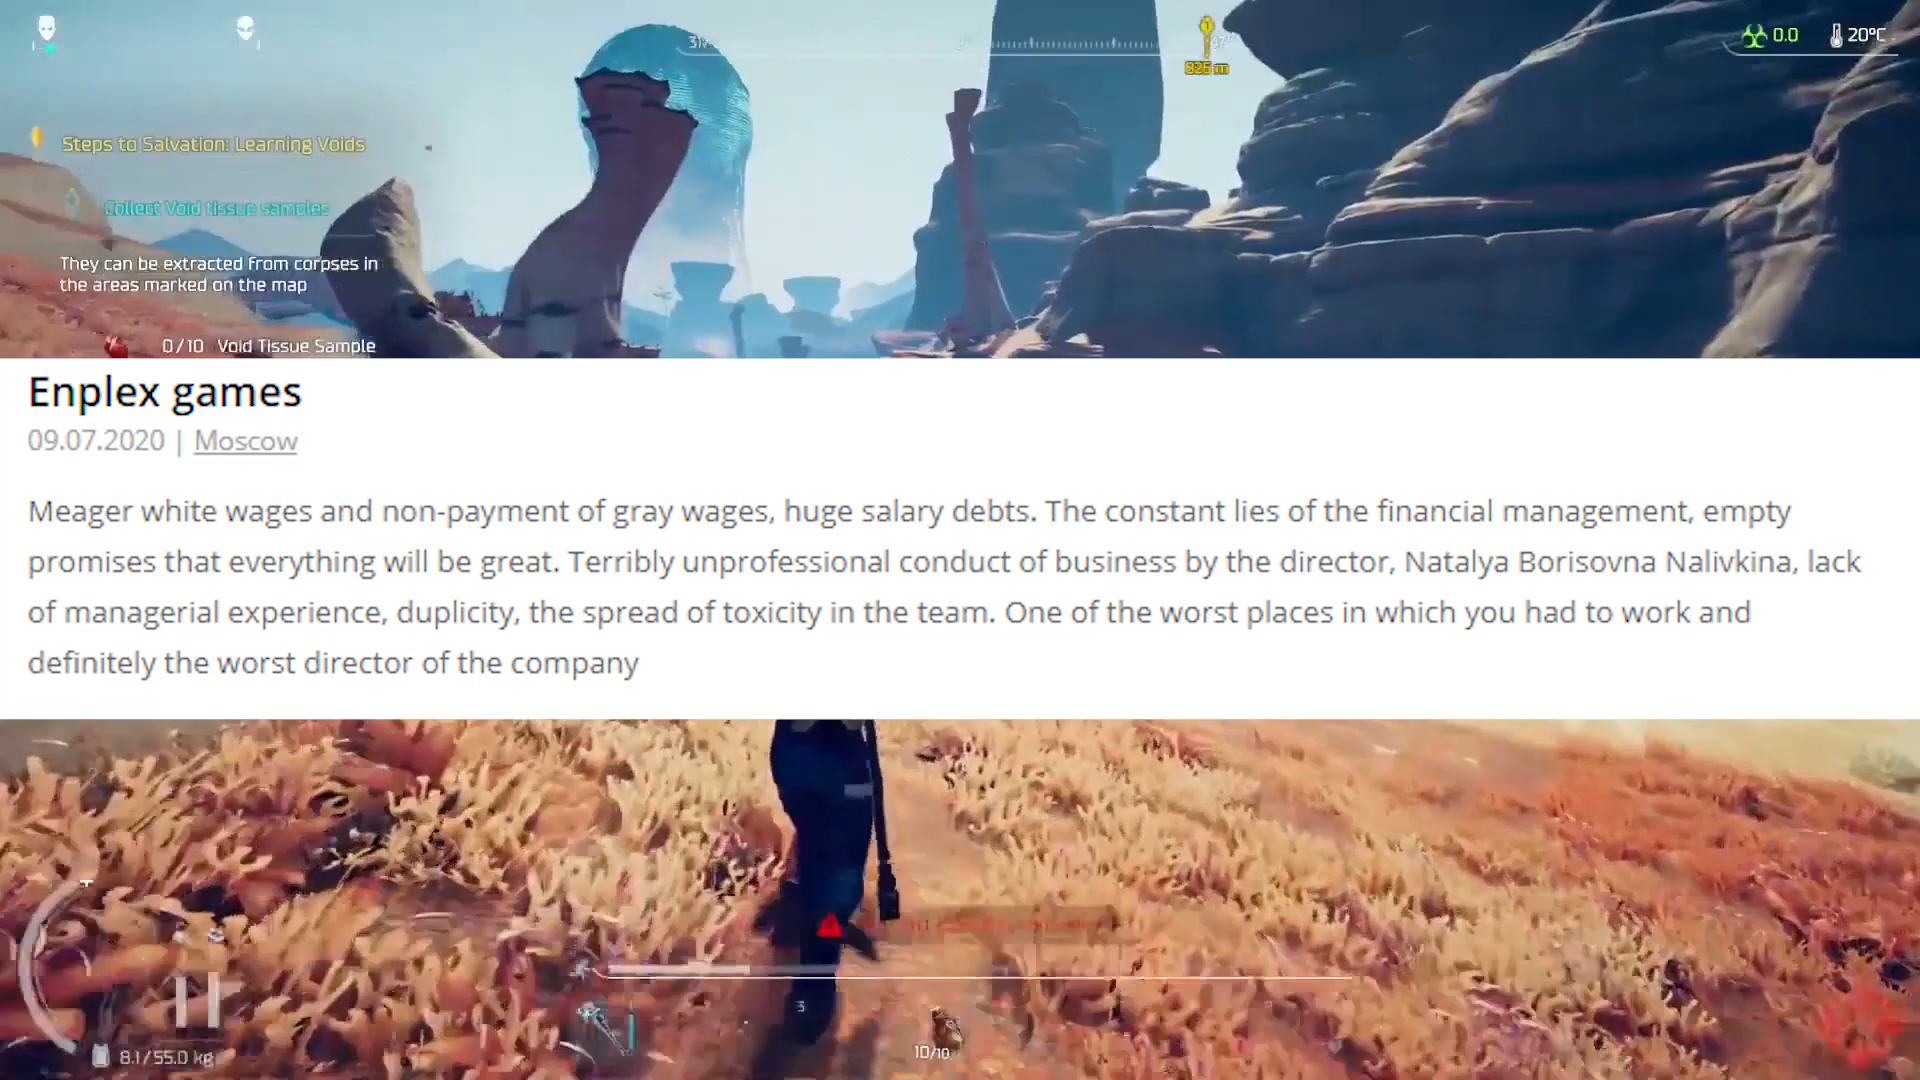 317
97
826 m
0.0
20°C
Steps to Salvation: Learning Voids
Collect Void tissue samples
They can be extracted from corpses in
the areas marked on the map
0/10 Void Tissue Sample
Enplex games
09.07.2020 | Moscow
Meager white wages and non-payment of gray wages, huge salary debts. The constant lies of the financial management, empty
promises that everything will be great. Terribly unprofessional conduct of business by the director, Natalya Borisovna Nalivkina, lack
of managerial experience, duplicity, the spread of toxicity in the team. One of the worst places in which you had to work and
definitely the worst director of the company
3
10/10
8.1/55.0 kg